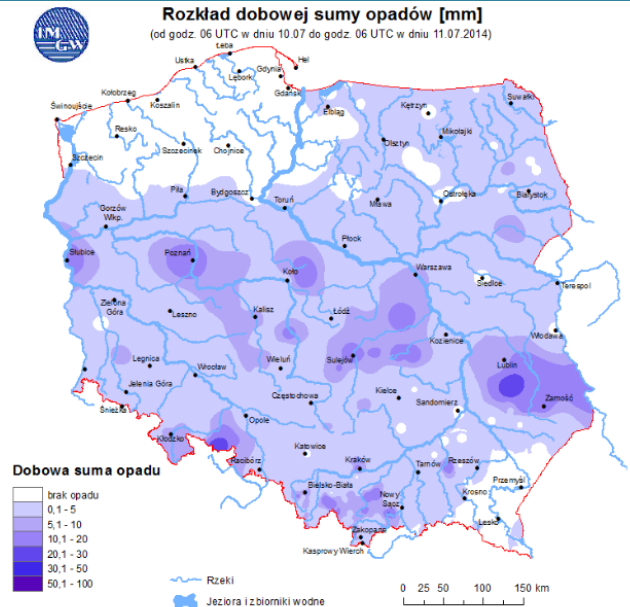 Rozkład dobowej sumy opadów [mm]
(od godz. 06 UTC w dniu 10.07 do godz. 06 UTC w dniu 11.07.2014)
IM
GW
Łeba
Ustka
Hel
Lębork
Gdynia
Gdańsk
Kołobrzeg
Koszalin
Świnoujście
Elbląg
Kętrzyn
Suwałki
Resko
Mikołajki
Olsztyn
Szczecinek
Chojnice
Szczecin
Piła
Bydgoszcz
Toruń
Mława
Ostrołęka
Białystok
Gorzów
Wlkp.
Płock
Słubice
Poznań
Koło
Warszawa
Siedlce
Terespol
Zielona
Góra
Leszno
Kalisz
Łódź
Włodawa
Kozienice
Legnica
Wrocław
Wieluń
Sulejów
Lublin
Jelenia Góra
Śnieżka
Częstochowa
Kielce
Sandomierz
Zamość
Opole
Kłodzko
Racibórz
Katowice
Kraków
Tarnów
Rzeszów
Przemyśl
Bielsko-Biała
Nowy
Sącz
Krosno
Lesko
Zakopane
Kasprowy Wierch
Dobowa suma opadu
brak opadu
0,1 - 5
5,1 - 10
10,1 - 20
20,1 - 30
30,1 - 50
50,1 - 100
Rzeki
Jeziora i zbiorniki wodne
0 25 50 100 150 km